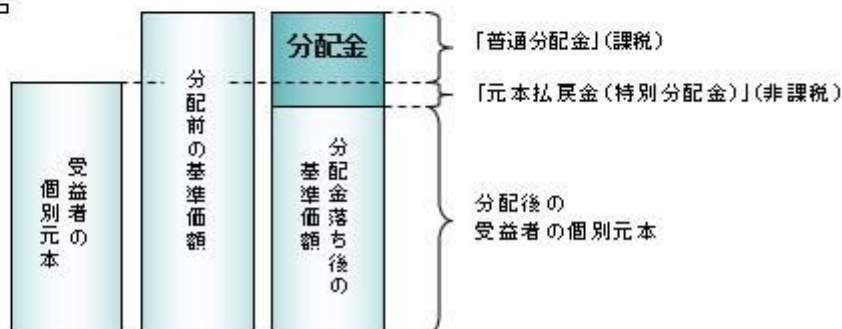 受益者の
個別元本
分配前の基準価額
分配金
分配金落ち後の
基準価額
「普通分配金」(課税)
「元本払戻金(特別分配金)」(非課税)
分配後の
受益者の個別元本